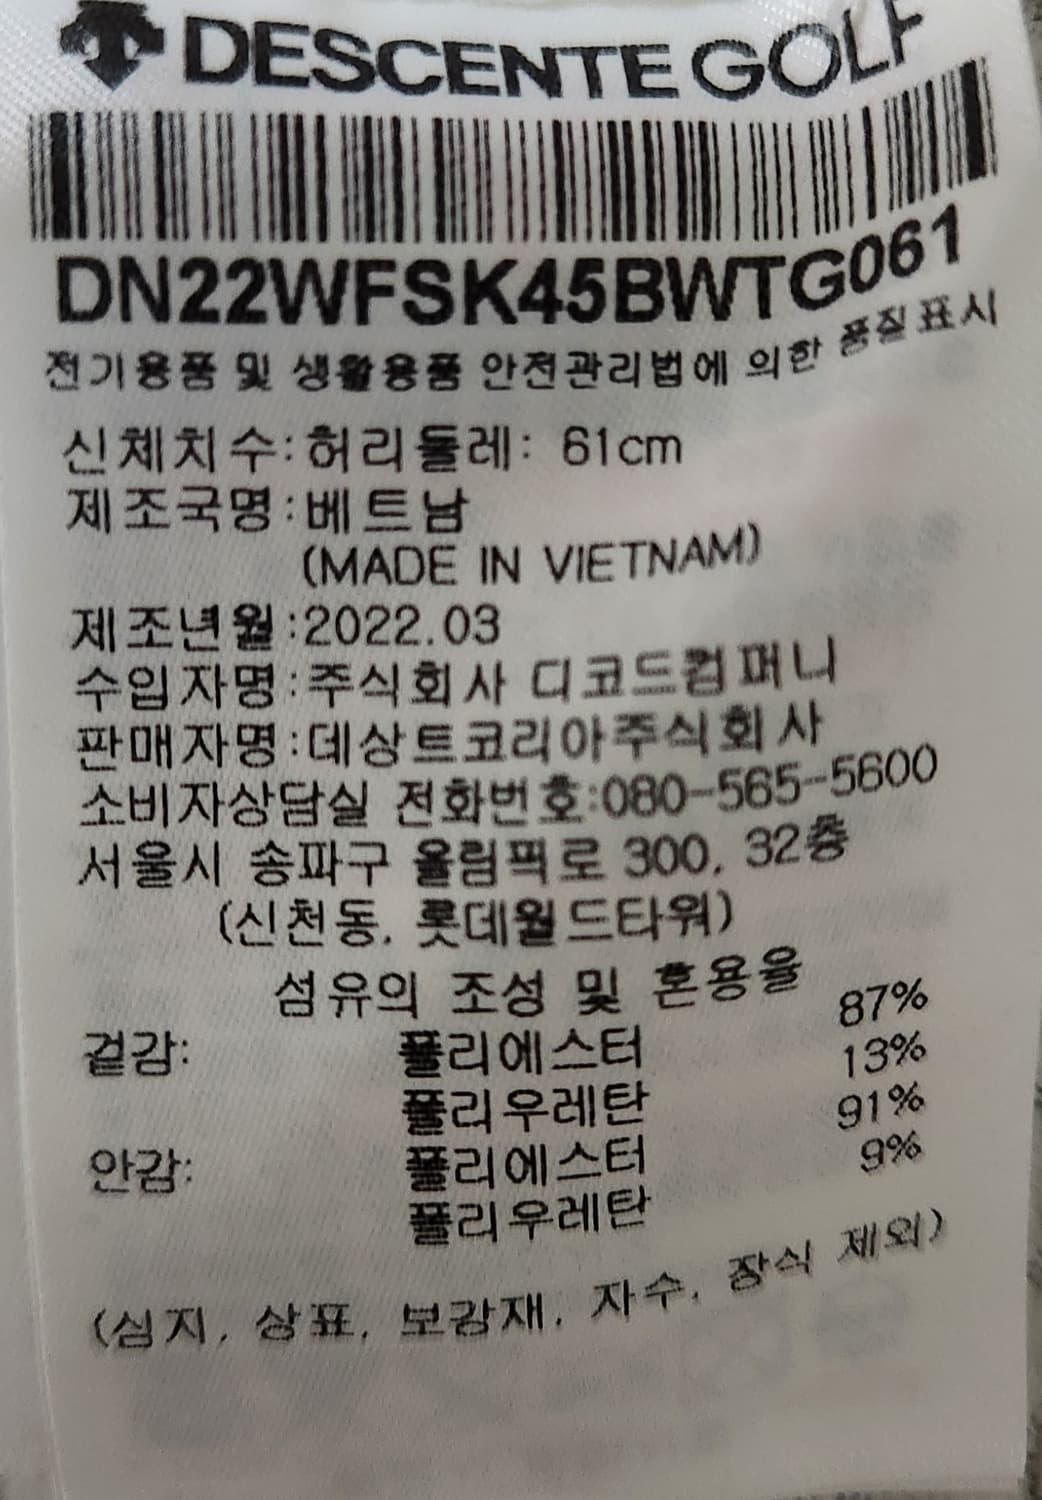 DESCENTE GOLF
DN22WFSK45BWTG061
전기용품 및 생활용품 안전관리법에 의한 품질표시
신체치수:허리둘레: 61cm
제조국명:베트남
(MADE IN VIETNAM)
제조년월:2022.03
수입자명:주식회사 디코드컴퍼니
판매자명:데상트코리아주식회사
소비자상담실 전화번호:080-565-5600
서울시 송파구 올림픽로 300, 32층
(신천동, 롯데월드타워)
섬유의 조성 및 혼용율
겉감: 폴리에스터 87%
폴리우레탄 13%
안감: 폴리에스터 91%
폴리우레탄 9%
(심지, 상표, 보강재, 자수, 장식 제외)